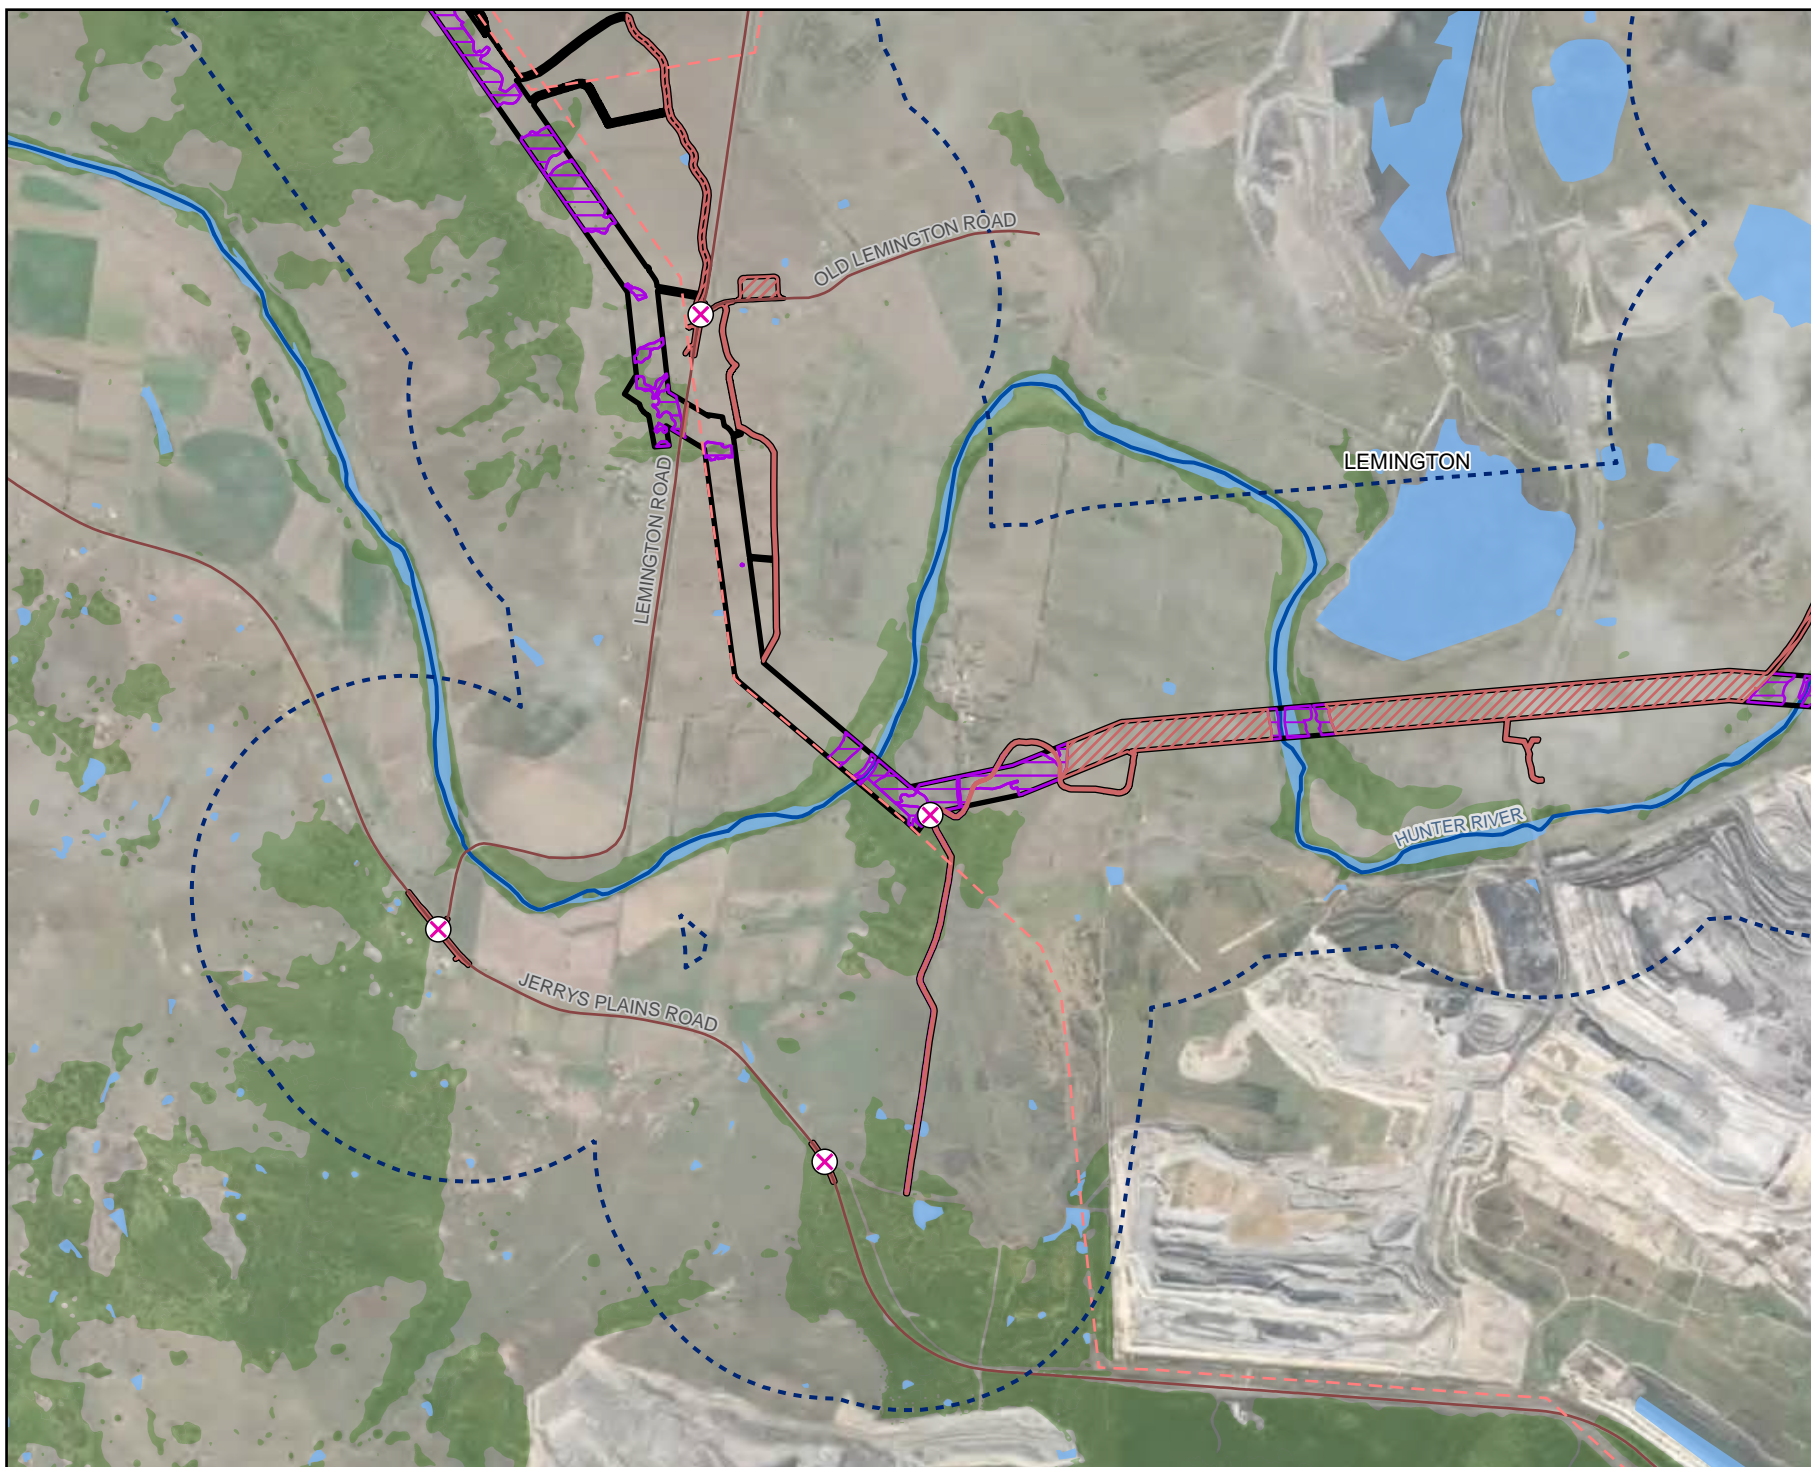 OLD LEMINGTON ROAD
LEMINGTON
LEMINGTON ROAD
HUNTER RIVER
JERRYS PLAINS ROAD